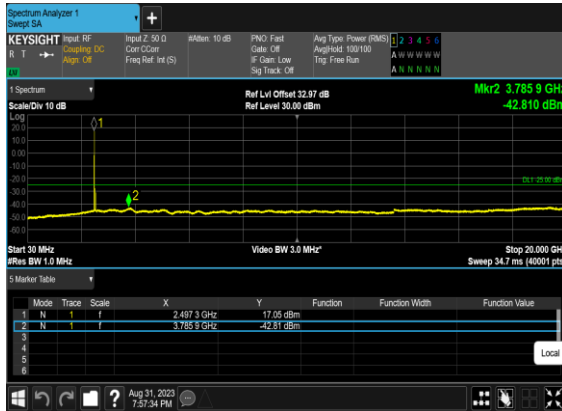 Spectrum Analyzer 1
Swept SA
+
KEYSIGHT Input: RF Input Z: 50 Ω #Atten: 10 dB PNO: Fast Avg Type: Power (RMS) 1 2 3 4 5 6
R T Coupling: DC Corr CCorr Gate: Off Avg|Hold: 100/100 A W W W W W
Align: Off Freq Ref: Int (S) IF Gain: Low Trig: Free Run
LXI Sig Track: Off A N N N N N
1 Spectrum Ref Lvl Offset 32.97 dB Mkr2 3.785 9 GHz
Scale/Div 10 dB Ref Level 30.00 dBm -42.810 dBm
Log
1
20.0
10.0
0.00
-10.0
-20.0
DL1 -25.00 dBm
-30.0
2
-40.0
-50.0
-60.0
Start 30 MHz Video BW 3.0 MHz* Stop 20.000 GHz
#Res BW 1.0 MHz Sweep 34.7 ms (40001 pts)
5 Marker Table
Mode Trace Scale X Y Function Function Width Function Value
1 N 1 f 2.497 3 GHz 17.05 dBm
2 N 1 f 3.785 9 GHz -42.81 dBm
3
4
5
6
Local
? Aug 31, 2023
7:57:34 PM